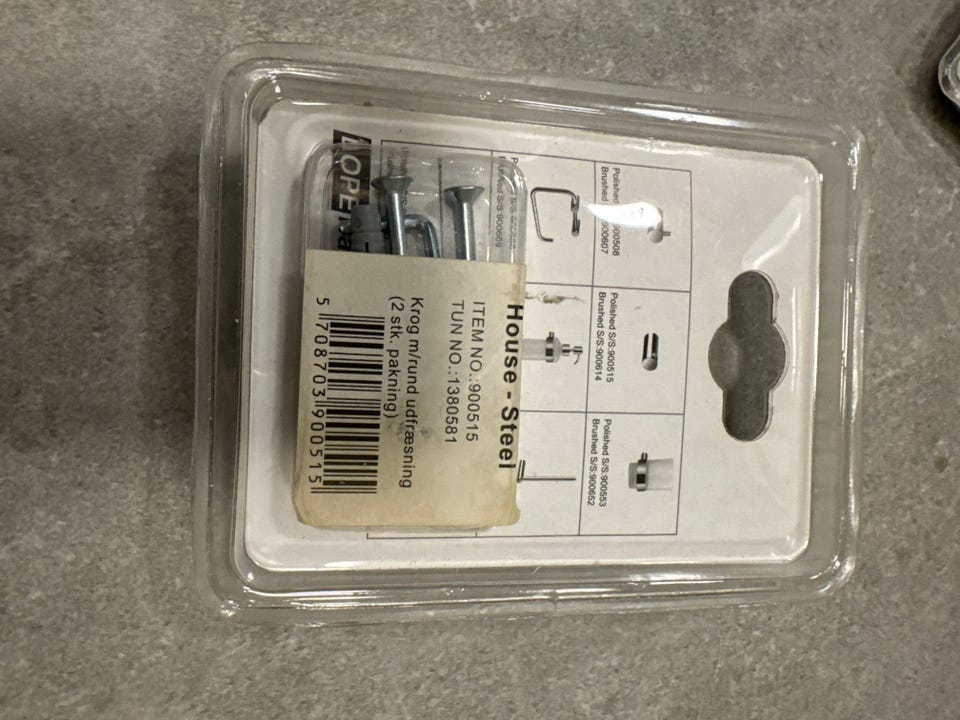 Polished
900508
Brushed
900607
Polished S/S:900515
Brushed S/S:900614
Polished S/S:900553
Brushed S/S:900652
House - Steel
ITEM NO.:900515
TUN NO.:1380581
Krog m/rund udfræsning
(2 stk. pakning)
5 708703 900515